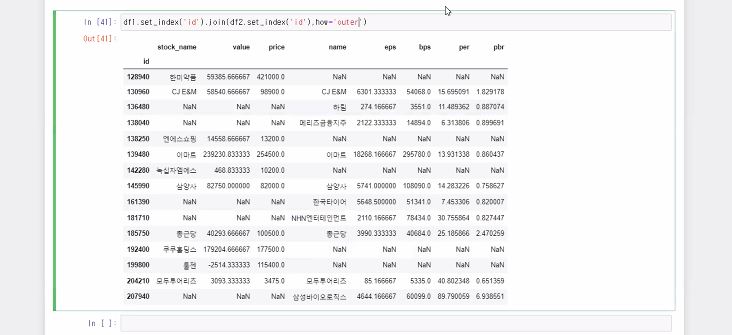 In [41]: df1.set_index('id').join(df2.set_index('id'),how='outer')
Out[41]:
stock_name value price name eps bps per pbr
id
128940 한미약품 59385.666667 421000.0 NaN NaN NaN NaN NaN
130960 CJ E&M 58540.666667 98900.0 CJ E&M 6301.333333 54068.0 15.695091 1.829178
136480 NaN NaN NaN 하림 274.166667 3551.0 11.489362 0.887074
138040 NaN NaN NaN 메리츠금융지주 2122.333333 14894.0 6.313806 0.899691
138250 엔에스쇼핑 14558.666667 13200.0 NaN NaN NaN NaN NaN
139480 이마트 239230.833333 254500.0 이마트 18268.166667 295780.0 13.931338 0.860437
142280 녹십자엠에스 468.833333 10200.0 NaN NaN NaN NaN NaN
145990 삼양사 82750.000000 82000.0 삼양사 5741.000000 108090.0 14.283226 0.758627
161390 NaN NaN NaN 한국타이어 5648.500000 51341.0 7.453306 0.820007
181710 NaN NaN NaN NHN엔터테인먼트 2110.166667 78434.0 30.755864 0.827447
185750 종근당 40293.666667 100500.0 종근당 3990.333333 40684.0 25.185866 2.470259
192400 쿠쿠홀딩스 179204.666667 177500.0 NaN NaN NaN NaN NaN
199800 툴젠 -2514.333333 115400.0 NaN NaN NaN NaN NaN
204210 모두투어리츠 3093.333333 3475.0 모두투어리츠 85.166667 5335.0 40.802348 0.651359
207940 NaN NaN NaN 삼성바이오로직스 4644.166667 60099.0 89.790059 6.938551
In [ ]: